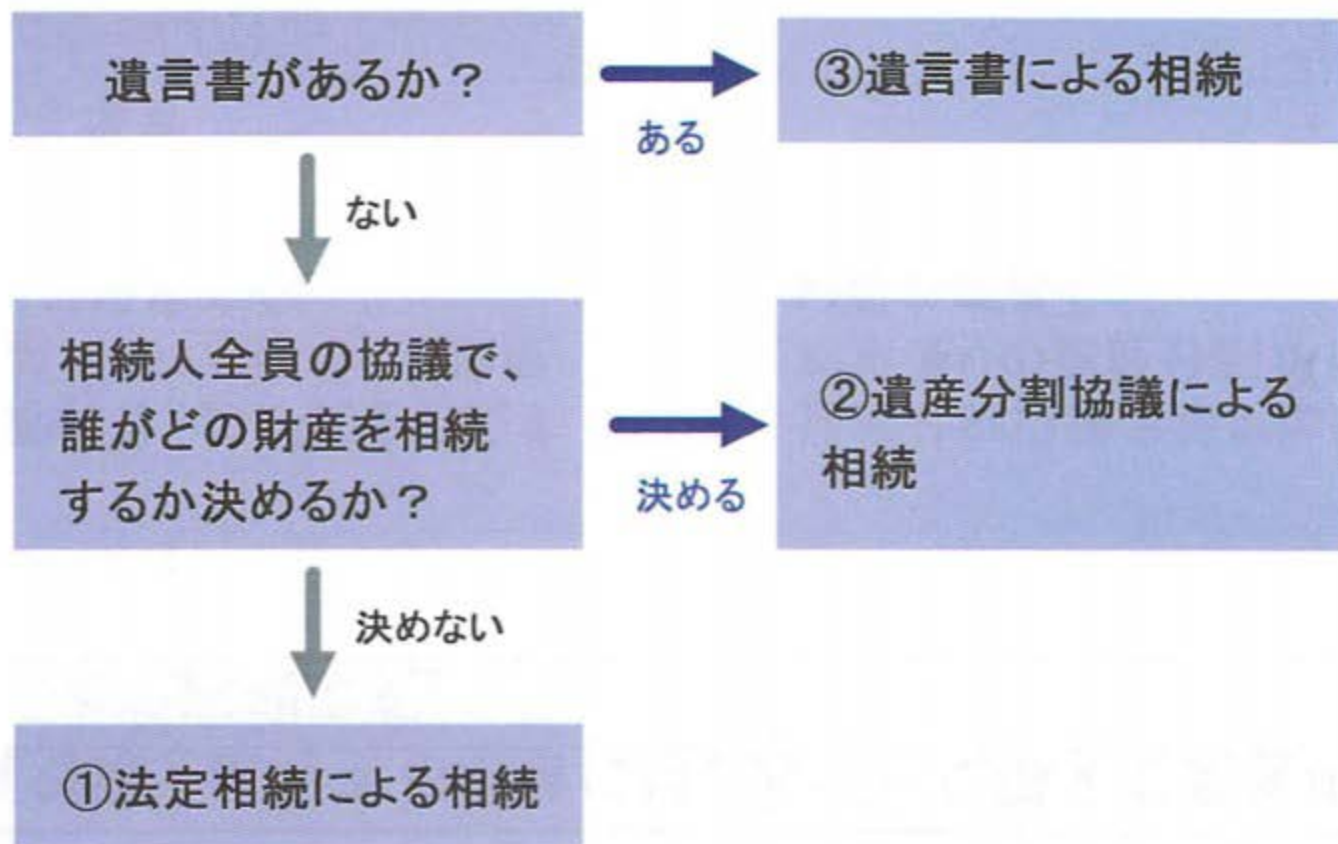 遺言書があるか？
ある
③遺言書による相続
ない
相続人全員の協議で、
誰がどの財産を相続
するか決めるか？
決める
②遺産分割協議による
相続
決めない
①法定相続による相続